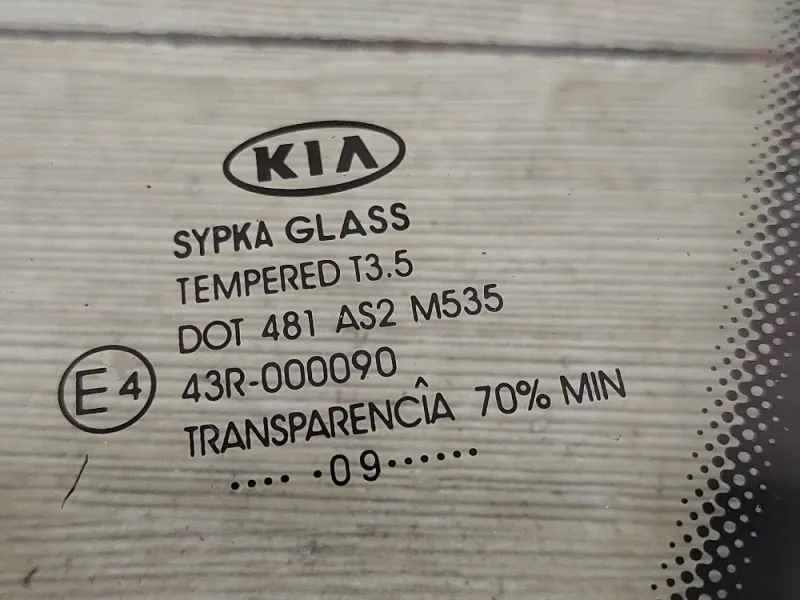 KIA
SYPKA GLASS
TEMPERED T3.5
DOT 481 AS2 M535
E4
43R-000090
TRANSPARENCÎA 70% MIN
.... .09......